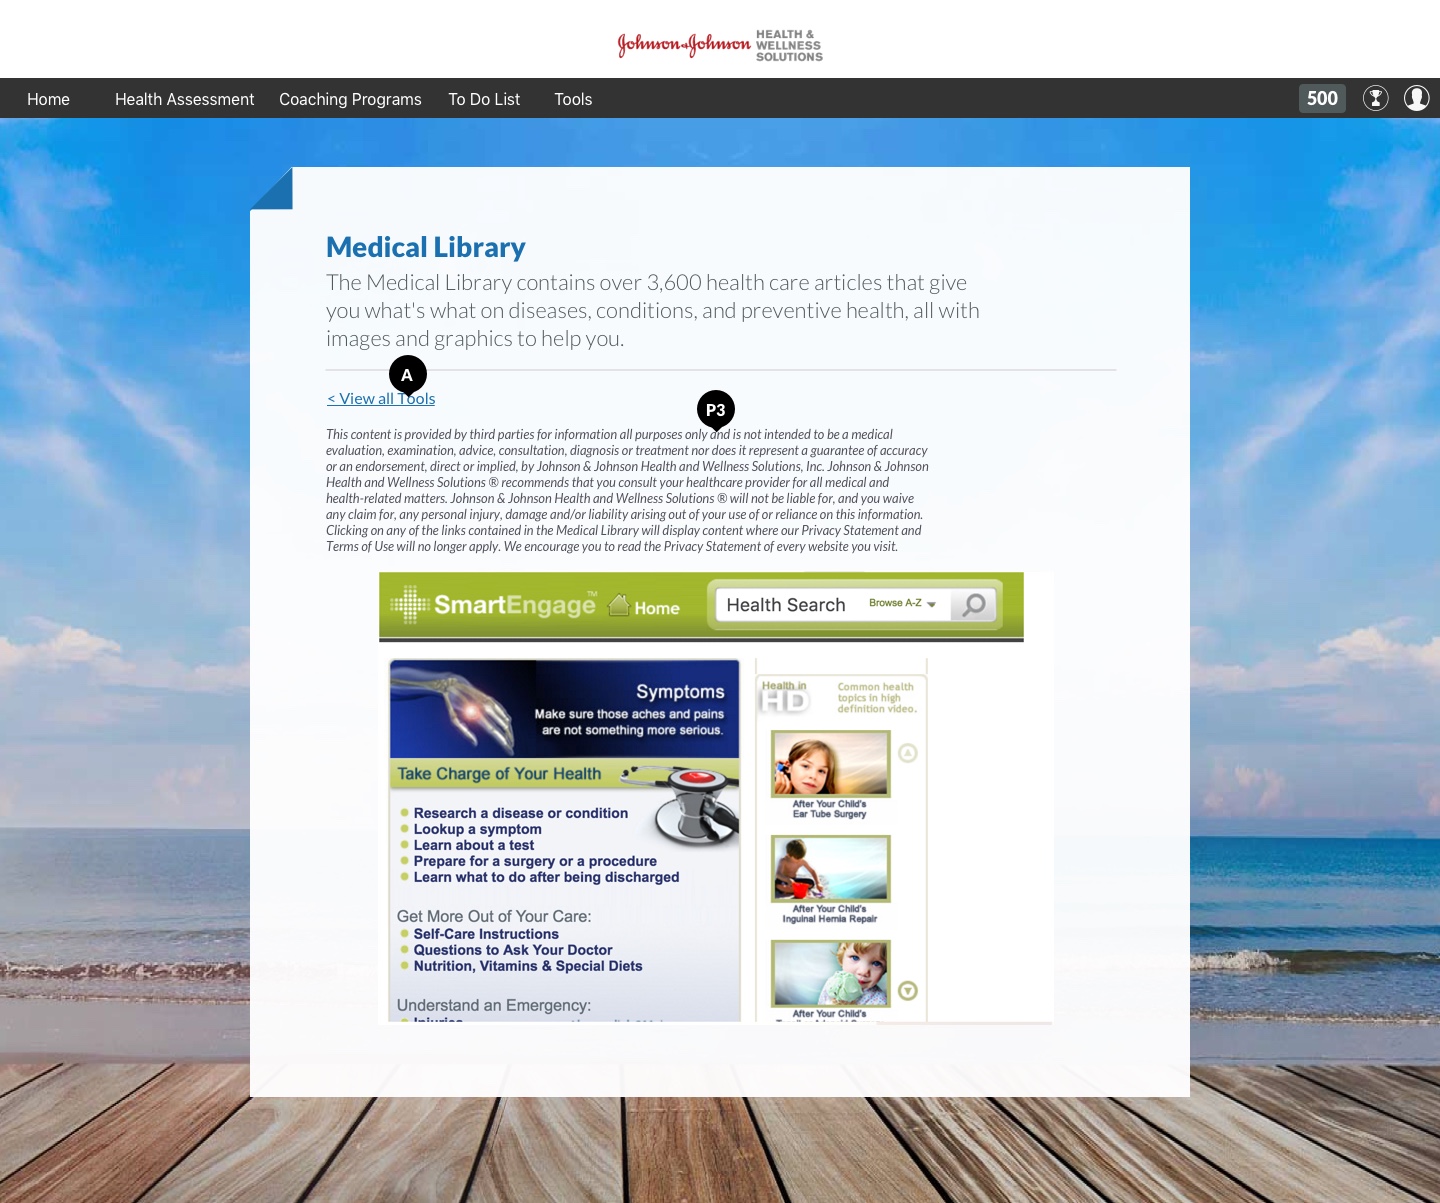 Johnson & Johnson HEALTH &
WELLNESS
SOLUTIONS
Home Health Assessment Coaching Programs To Do List Tools 500
Medical Library
The Medical Library contains over 3,600 health care articles that give
you what's what on diseases, conditions, and preventive health, all with
images and graphics to help you.
A
< View all Tools
P3
This content is provided by third parties for information all purposes only and is not intended to be a medical
evaluation, examination, advice, consultation, diagnosis or treatment nor does it represent a guarantee of accuracy
or an endorsement, direct or implied, by Johnson & Johnson Health and Wellness Solutions, Inc. Johnson & Johnson
Health and Wellness Solutions ® recommends that you consult your healthcare provider for all medical and
health-related matters. Johnson & Johnson Health and Wellness Solutions ® will not be liable for, and you waive
any claim for, any personal injury, damage and/or liability arising out of your use of or reliance on this information.
Clicking on any of the links contained in the Medical Library will display content where our Privacy Statement and
Terms of Use will no longer apply. We encourage you to read the Privacy Statement of every website you visit.
SmartEngage™ Home Health Search Browse A-Z
Symptoms
Make sure those aches and pains
are not something more serious.
Take Charge of Your Health
Research a disease or condition
Lookup a symptom
Learn about a test
Prepare for a surgery or a procedure
Learn what to do after being discharged
Get More Out of Your Care:
Self-Care Instructions
Questions to Ask Your Doctor
Nutrition, Vitamins & Special Diets
Understand an Emergency:
Injuries
Health in
HD
Common health
topics in high
definition video.
After Your Child's
Ear Tube Surgery
After Your Child's
Inguinal Hernia Repair
After Your Child's